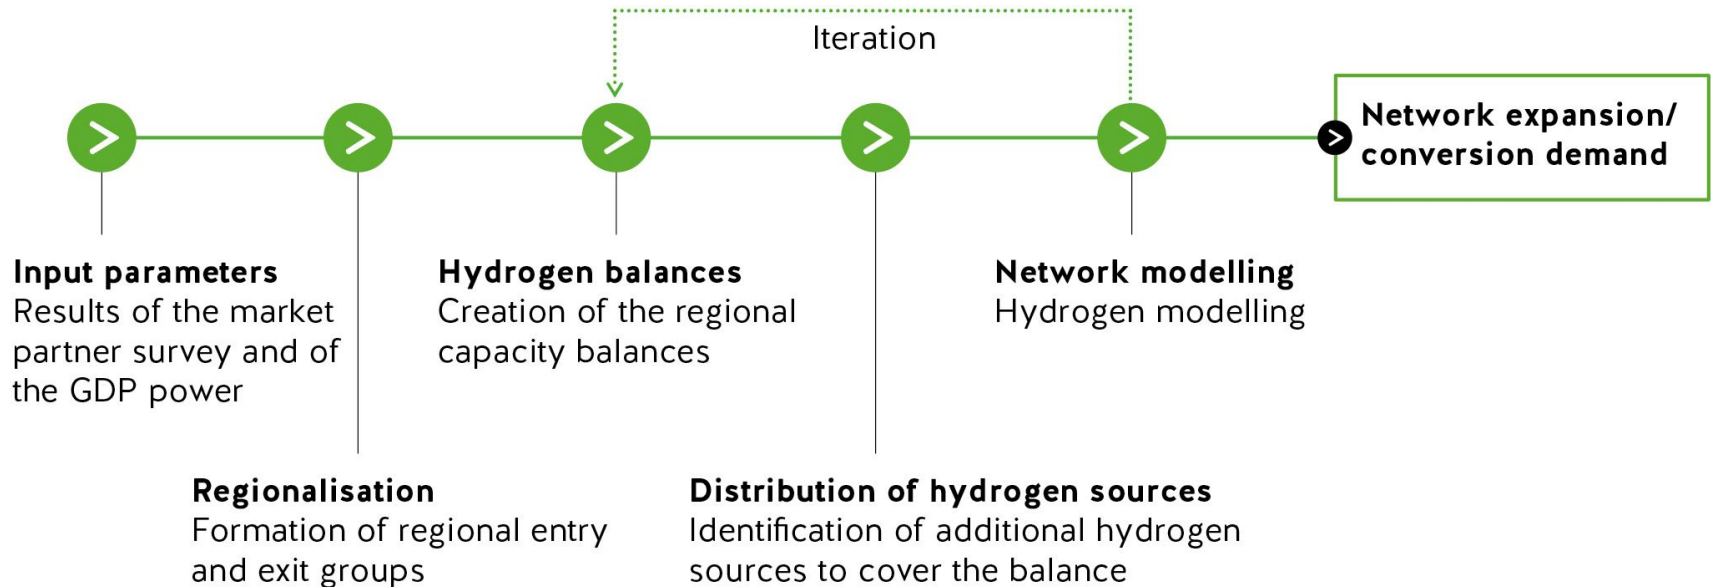 Iteration
Network expansion/
conversion demand
Input parameters
Results of the market
partner survey and of
the GDP power
Hydrogen balances
Creation of the regional
capacity balances
Network modelling
Hydrogen modelling
Regionalisation
Formation of regional entry
and exit groups
Distribution of hydrogen sources
Identification of additional hydrogen
sources to cover the balance